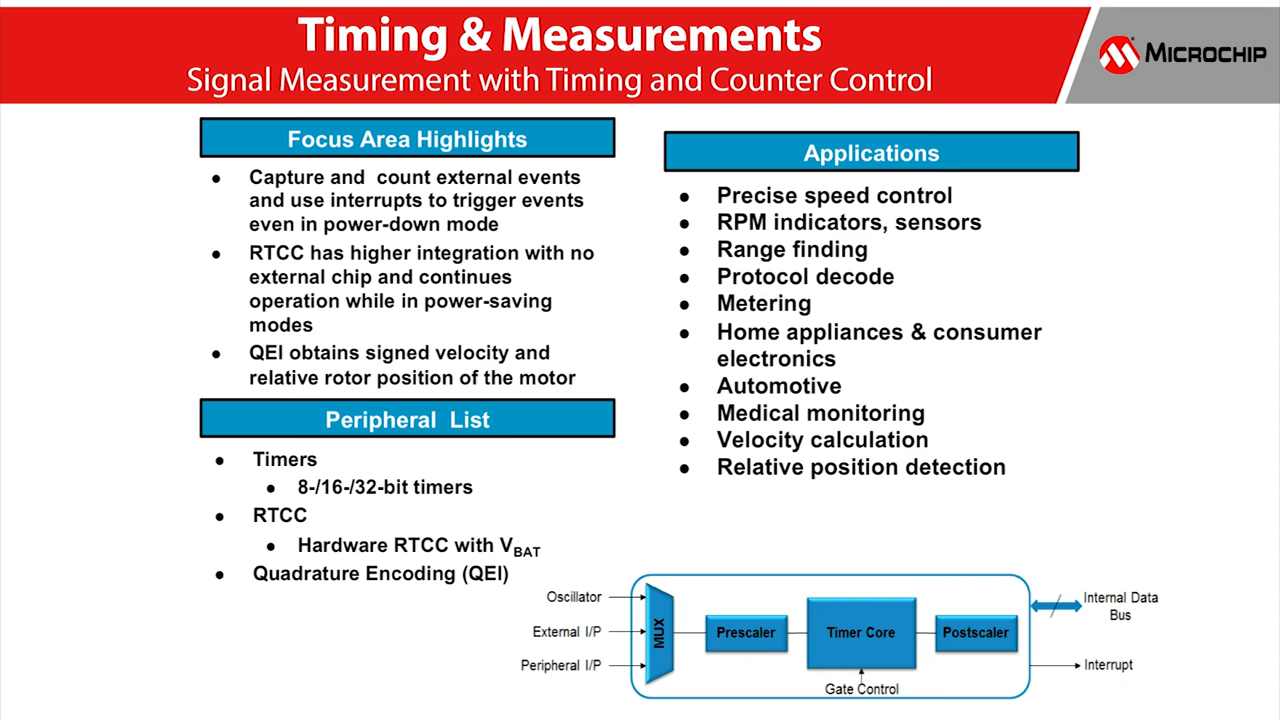 Timing & Measurements
Signal Measurement with Timing and Counter Control
MICROCHIP
Focus Area Highlights
● Capture and count external events
and use interrupts to trigger events
even in power-down mode
● RTCC has higher integration with no
external chip and continues
operation while in power-saving
modes
● QEI obtains signed velocity and
relative rotor position of the motor
Peripheral List
● Timers
● 8-/16-/32-bit timers
● RTCC
● Hardware RTCC with VBAT
● Quadrature Encoding (QEI)
Applications
● Precise speed control
● RPM indicators, sensors
● Range finding
● Protocol decode
● Metering
● Home appliances & consumer
electronics
● Automotive
● Medical monitoring
● Velocity calculation
● Relative position detection
Oscillator
External I/P
Peripheral I/P
MUX
Prescaler
Timer Core
Postscaler
Gate Control
Internal Data
Bus
Interrupt